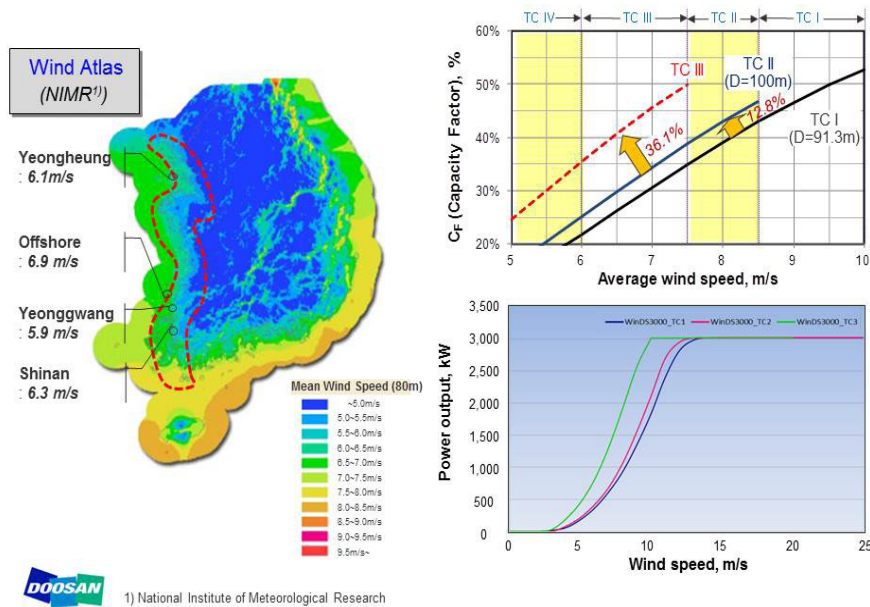 Wind Atlas
(NIMR¹⁾)
Yeongheung
: 6.1m/s
Offshore
: 6.9 m/s
Yeonggwang
: 5.9 m/s
Shinan
: 6.3 m/s
Mean Wind Speed (80m)
~5.0m/s
5.0~5.5m/s
5.5~6.0m/s
6.0~6.5m/s
6.5~7.0m/s
7.0~7.5m/s
7.5~8.0m/s
8.0~8.5m/s
8.5~9.0m/s
9.0~9.5m/s
9.5m/s~
DOOSAN
1) National Institute of Meteorological Research
TC IV TC III TC II TC I
60%
50%
40%
30%
20%
C_F (Capacity Factor), %
TC III
TC II
(D=100m)
TC I
(D=91.3m)
36.1%
12.8%
5 6 7 8 9 10
Average wind speed, m/s
3,500
3,000
2,500
2,000
1,500
1,000
500
0
Power output, kW
WinDS3000_TC1 WinDS3000_TC2 WinDS3000_TC3
0 5 10 15 20 25
Wind speed, m/s